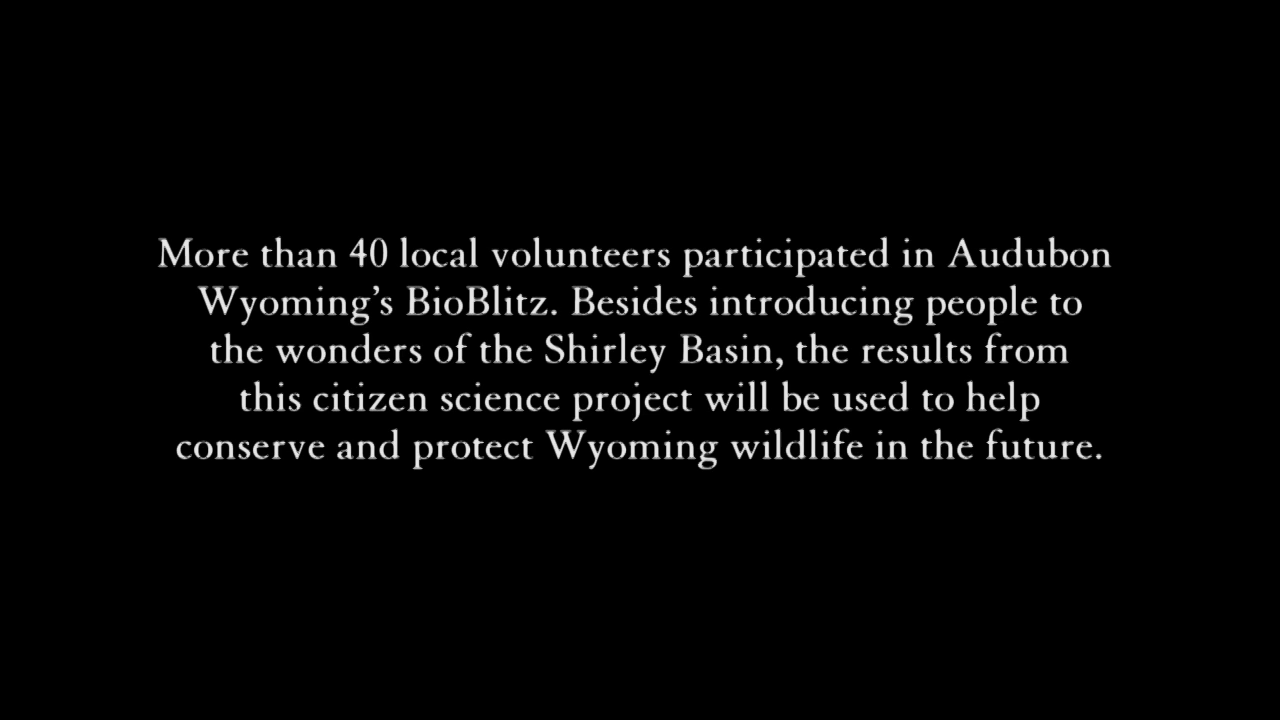 More than 40 local volunteers participated in Audubon
Wyoming’s BioBlitz. Besides introducing people to
the wonders of the Shirley Basin, the results from
this citizen science project will be used to help
conserve and protect Wyoming wildlife in the future.